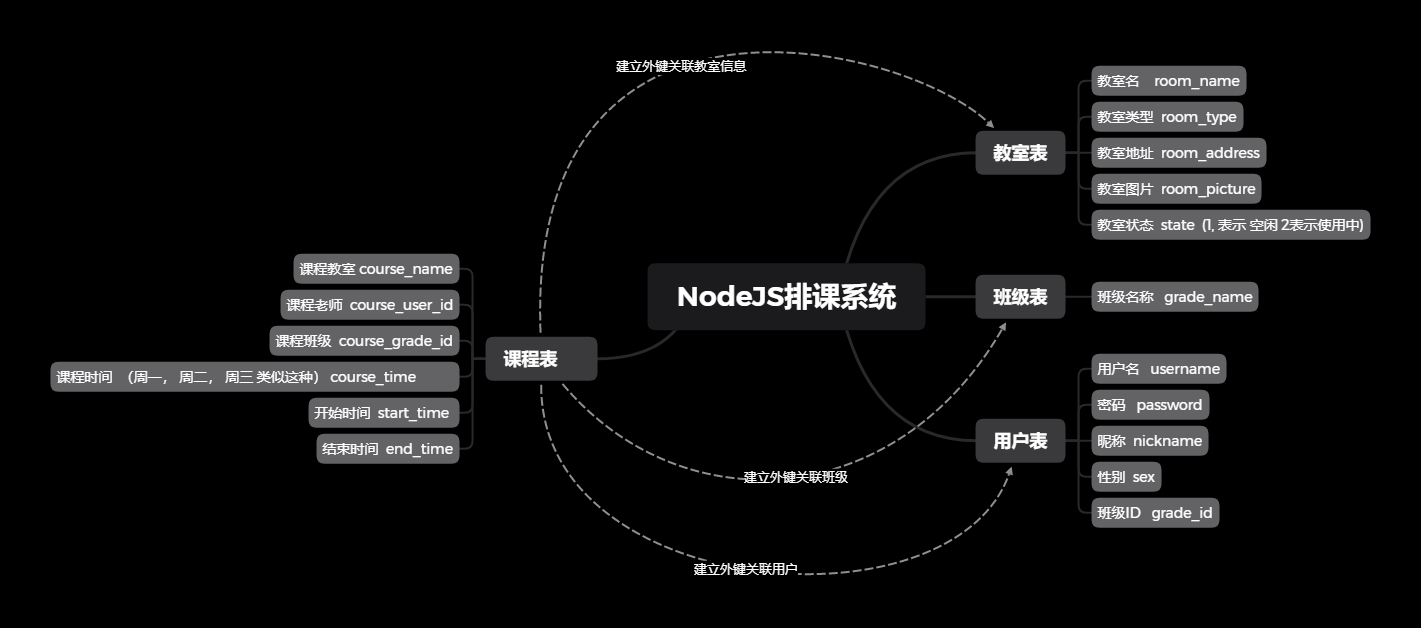 NodeJS排课系统
建立外键关联教室信息
教室表
教室名 room_name
教室类型 room_type
教室地址 room_address
教室图片 room_picture
教室状态 state (1, 表示 空闲 2表示使用中)
班级表
班级名称 grade_name
用户表
用户名 username
密码 password
昵称 nickname
性别 sex
班级ID grade_id
课程表
课程教室 course_name
课程老师 course_user_id
课程班级 course_grade_id
课程时间 （周一， 周二， 周三 类似这种） course_time
开始时间 start_time
结束时间 end_time
建立外键关联班级
建立外键关联用户